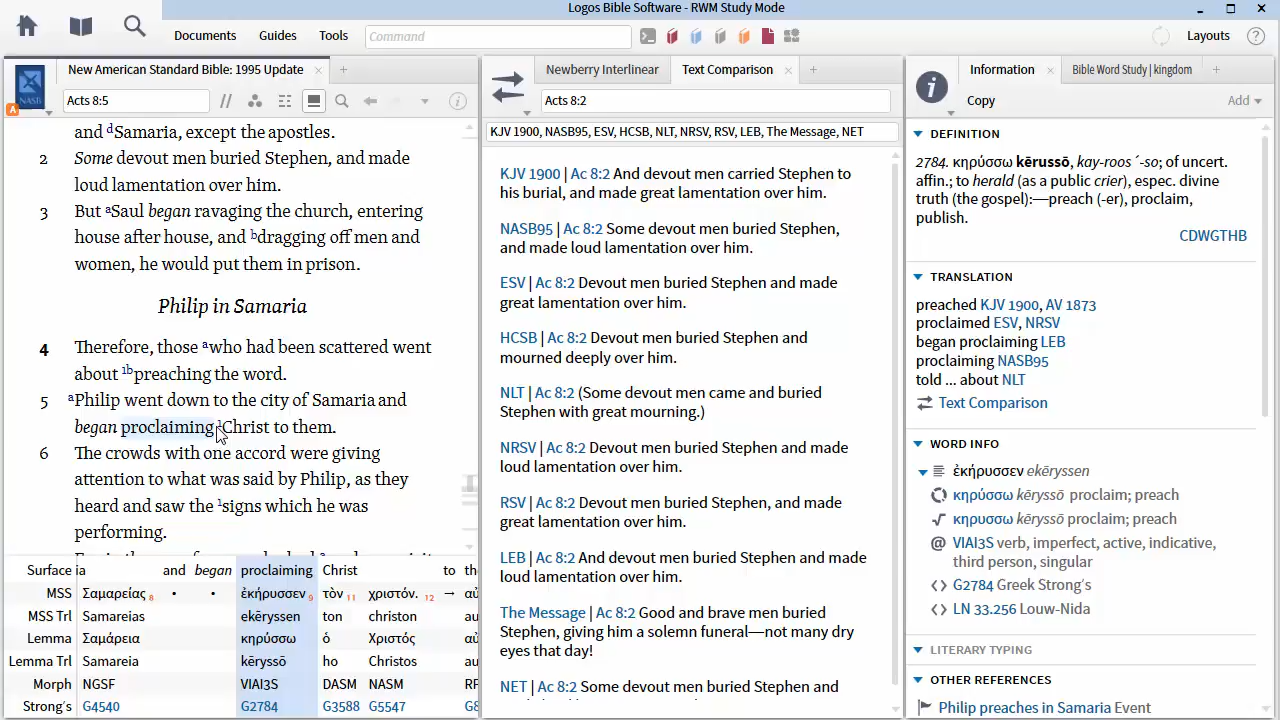 Logos Bible Software - RWM Study Mode
Documents Guides Tools Command Layouts
New American Standard Bible: 1995 Update
Acts 8:5
and dSamaria, except the apostles.
2 Some devout men buried Stephen, and made
loud lamentation over him.
3 But aSaul began ravaging the church, entering
house after house, and bdragging off men and
women, he would put them in prison.
Philip in Samaria
4 Therefore, those awho had been scattered went
about 1bpreaching the word.
5 aPhilip went down to the city of Samaria and
began proclaiming 1Christ to them.
6 The crowds with one accord were giving
attention to what was said by Philip, as they
heard and saw the 1signs which he was
performing.
Surface ia and began proclaiming Christ to the
MSS Σαμαρείας 8 • • ἐκήρυσσεν 9 τὸν 11 χριστόν. 12 → αὐ
MSS Trl Samareias ekēryssen ton christon au
Lemma Σαμάρεια κηρύσσω ὁ Χριστός αὐ
Lemma Trl Samareia kēryssō ho Christos au
Morph NGSF VIAI3S DASM NASM RF
Strong's G4540 G2784 G3588 G5547 G8
Newberry Interlinear Text Comparison
Acts 8:2
KJV 1900, NASB95, ESV, HCSB, NLT, NRSV, RSV, LEB, The Message, NET
KJV 1900 | Ac 8:2 And devout men carried Stephen to
his burial, and made great lamentation over him.
NASB95 | Ac 8:2 Some devout men buried Stephen,
and made loud lamentation over him.
ESV | Ac 8:2 Devout men buried Stephen and made
great lamentation over him.
HCSB | Ac 8:2 Devout men buried Stephen and
mourned deeply over him.
NLT | Ac 8:2 (Some devout men came and buried
Stephen with great mourning.)
NRSV | Ac 8:2 Devout men buried Stephen and made
loud lamentation over him.
RSV | Ac 8:2 Devout men buried Stephen, and made
great lamentation over him.
LEB | Ac 8:2 And devout men buried Stephen and made
loud lamentation over him.
The Message | Ac 8:2 Good and brave men buried
Stephen, giving him a solemn funeral—not many dry
eyes that day!
NET | Ac 8:2 Some devout men buried Stephen and
Information Bible Word Study | kingdom
Copy Add
DEFINITION
2784. κηρύσσω kērussō, kay-roos´-so; of uncert.
affin.; to herald (as a public crier), espec. divine
truth (the gospel):—preach (-er), proclaim,
publish.
CDWGTHB
TRANSLATION
preached KJV 1900, AV 1873
proclaimed ESV, NRSV
began proclaiming LEB
proclaiming NASB95
told ... about NLT
Text Comparison
WORD INFO
ἐκήρυσσεν ekēryssen
κηρύσσω kēryssō proclaim; preach
κηρυσσω kēryssō proclaim; preach
@ VIAI3S verb, imperfect, active, indicative,
third person, singular
<> G2784 Greek Strong's
<> LN 33.256 Louw-Nida
LITERARY TYPING
OTHER REFERENCES
Philip preaches in Samaria Event